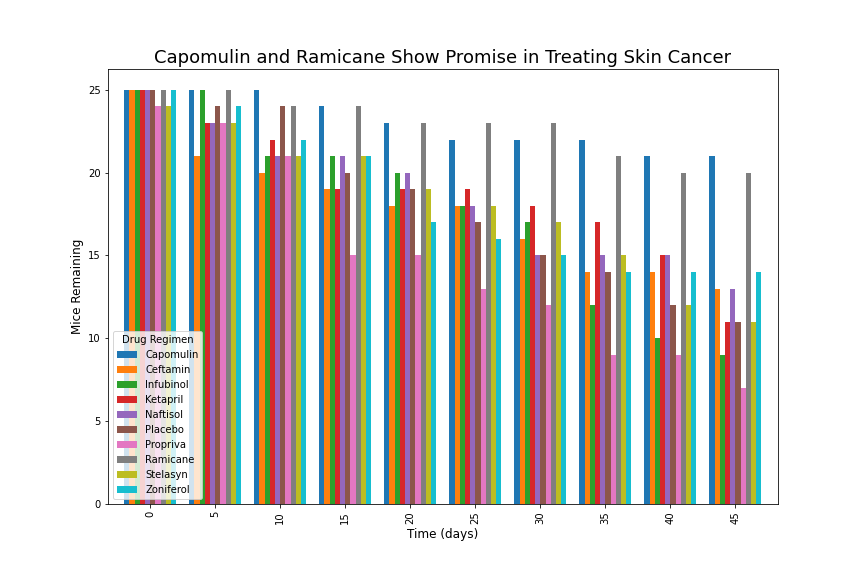 Capomulin and Ramicane Show Promise in Treating Skin Cancer
Mice Remaining
25
20
15
10
5
0
Drug Regimen
Capomulin
Ceftamin
Infubinol
Ketapril
Naftisol
Placebo
Propriva
Ramicane
Stelasyn
Zoniferol
0 5 10 15 20 25 30 35 40 45
Time (days)